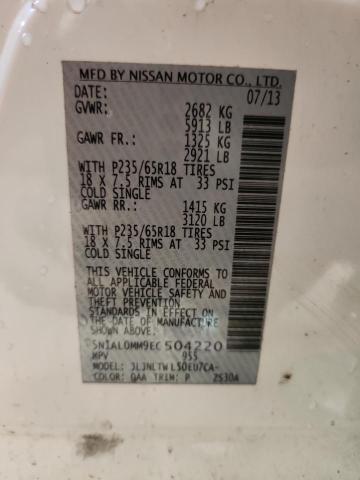 MFD BY NISSAN MOTOR CO., LTD.
DATE: 07/13
GVWR: 2682 KG
5913 LB
GAWR FR.: 1325 KG
2921 LB
WITH P235/65R18 TIRES
18 X 7.5 RIMS AT 33 PSI
COLD SINGLE
GAWR RR.: 1415 KG
3120 LB
WITH P235/65R18 TIRES
18 X 7.5 RIMS AT 33 PSI
COLD SINGLE
THIS VEHICLE CONFORMS TO
ALL APPLICABLE FEDERAL
MOTOR VEHICLE SAFETY AND
THEFT PREVENTION
STANDARDS IN EFFECT ON
THE DATE OF MANUFACTURE
SHOWN ABOVE.
5N1AL0MM9EC504220
MPV 955
MODEL: JLJNLTWL50EU7CA-
COLOR: QAA TRIM: P 2530A